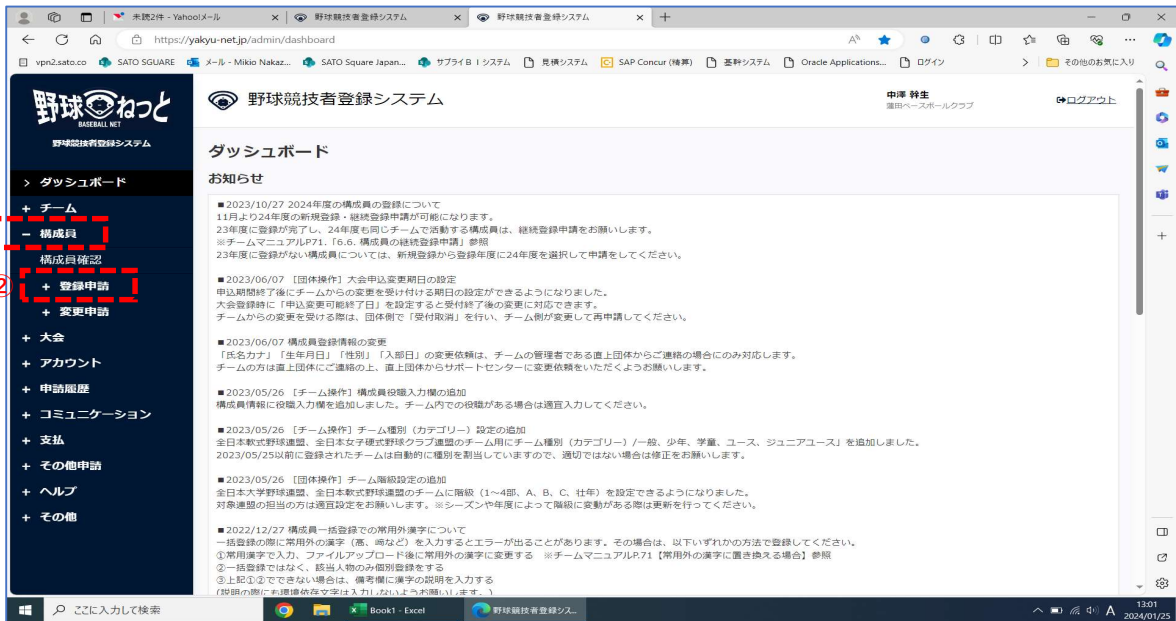 未読2件 - Yahoo!メール
野球競技者登録システム
野球競技者登録システム
https://yakyu-net.jp/admin/dashboard
vpn2.sato.co
SATO SGUARE
メール - Mikio Nakaz...
SATO Square Japan...
サプライＢＩシステム
見積システム
SAP Concur (精算)
基幹システム
Oracle Applications...
ログイン
その他のお気に入り
野球ねっと
BASEBALL NET
野球競技者登録システム
野球競技者登録システム
中澤 幹生
蓮田ベースボールクラブ
ログアウト
> ダッシュボード
+ チーム
− 構成員
構成員確認
②
+ 登録申請
+ 変更申請
+ 大会
+ アカウント
+ 申請履歴
+ コミュニケーション
+ 支払
+ その他申請
+ ヘルプ
+ その他
ダッシュボード
お知らせ
■2023/10/27 2024年度の構成員の登録について
11月より24年度の新規登録・継続登録申請が可能になります。
23年度に登録が完了し、24年度も同じチームで活動する構成員は、継続登録申請をお願いします。
※チームマニュアルP71.「6.6. 構成員の継続登録申請」参照
23年度に登録がない構成員については、新規登録から登録年度に24年度を選択して申請をしてください。
■2023/06/07 ［団体操作］大会申込変更期日の設定
申込期間終了後にチームからの変更を受け付ける期日の設定ができるようになりました。
大会登録時に「申込変更可能終了日」を設定すると受付終了後の変更に対応できます。
チームからの変更を受ける際は、団体側で「受付取消」を行い、チーム側が変更して再申請してください。
■2023/06/07 構成員登録情報の変更
「氏名カナ」「生年月日」「性別」「入部日」の変更依頼は、チームの管理者である直上団体からご連絡の場合にのみ対応します。
チームの方は直上団体にご連絡の上、直上団体からサポートセンターに変更依頼をいただくようお願いします。
■2023/05/26 ［チーム操作］構成員役職入力欄の追加
構成員情報に役職入力欄を追加しました。チーム内での役職がある場合は適宜入力してください。
■2023/05/26 ［チーム操作］チーム種別（カテゴリー）設定の追加
全日本軟式野球連盟、全日本女子硬式野球クラブ連盟のチーム用にチーム種別（カテゴリー）/一般、少年、学童、ユース、ジュニアユース」を追加しました。
2023/05/25以前に登録されたチームは自動的に種別を割当していますので、適切ではない場合は修正をお願いします。
■2023/05/26 ［団体操作］チーム階級設定の追加
全日本大学野球連盟、全日本軟式野球連盟のチームに階級（1～4部、A、B、C、壮年）を設定できるようになりました。
対象連盟の担当の方は適宜設定をお願いします。※シーズンや年度によって階級に変動がある際は更新を行ってください。
■2022/12/27 構成員一括登録での常用外漢字について
一括登録の際に常用外の漢字（髙、﨑など）を入力するとエラーが出ることがあります。その場合は、以下いずれかの方法で登録してください。
①常用漢字で入力、ファイルアップロード後に常用外の漢字に変更する ※チームマニュアルP.71【常用外の漢字に置き換える場合】参照
②一括登録ではなく、該当人物のみ個別登録をする
③上記①②でできない場合は、備考欄に漢字の説明を入力する
(説明の際にも環境依存文字は入力しないようお願いします。)
ここに入力して検索
Book1 - Excel
野球競技者登録シス...
A
13:01
2024/01/25